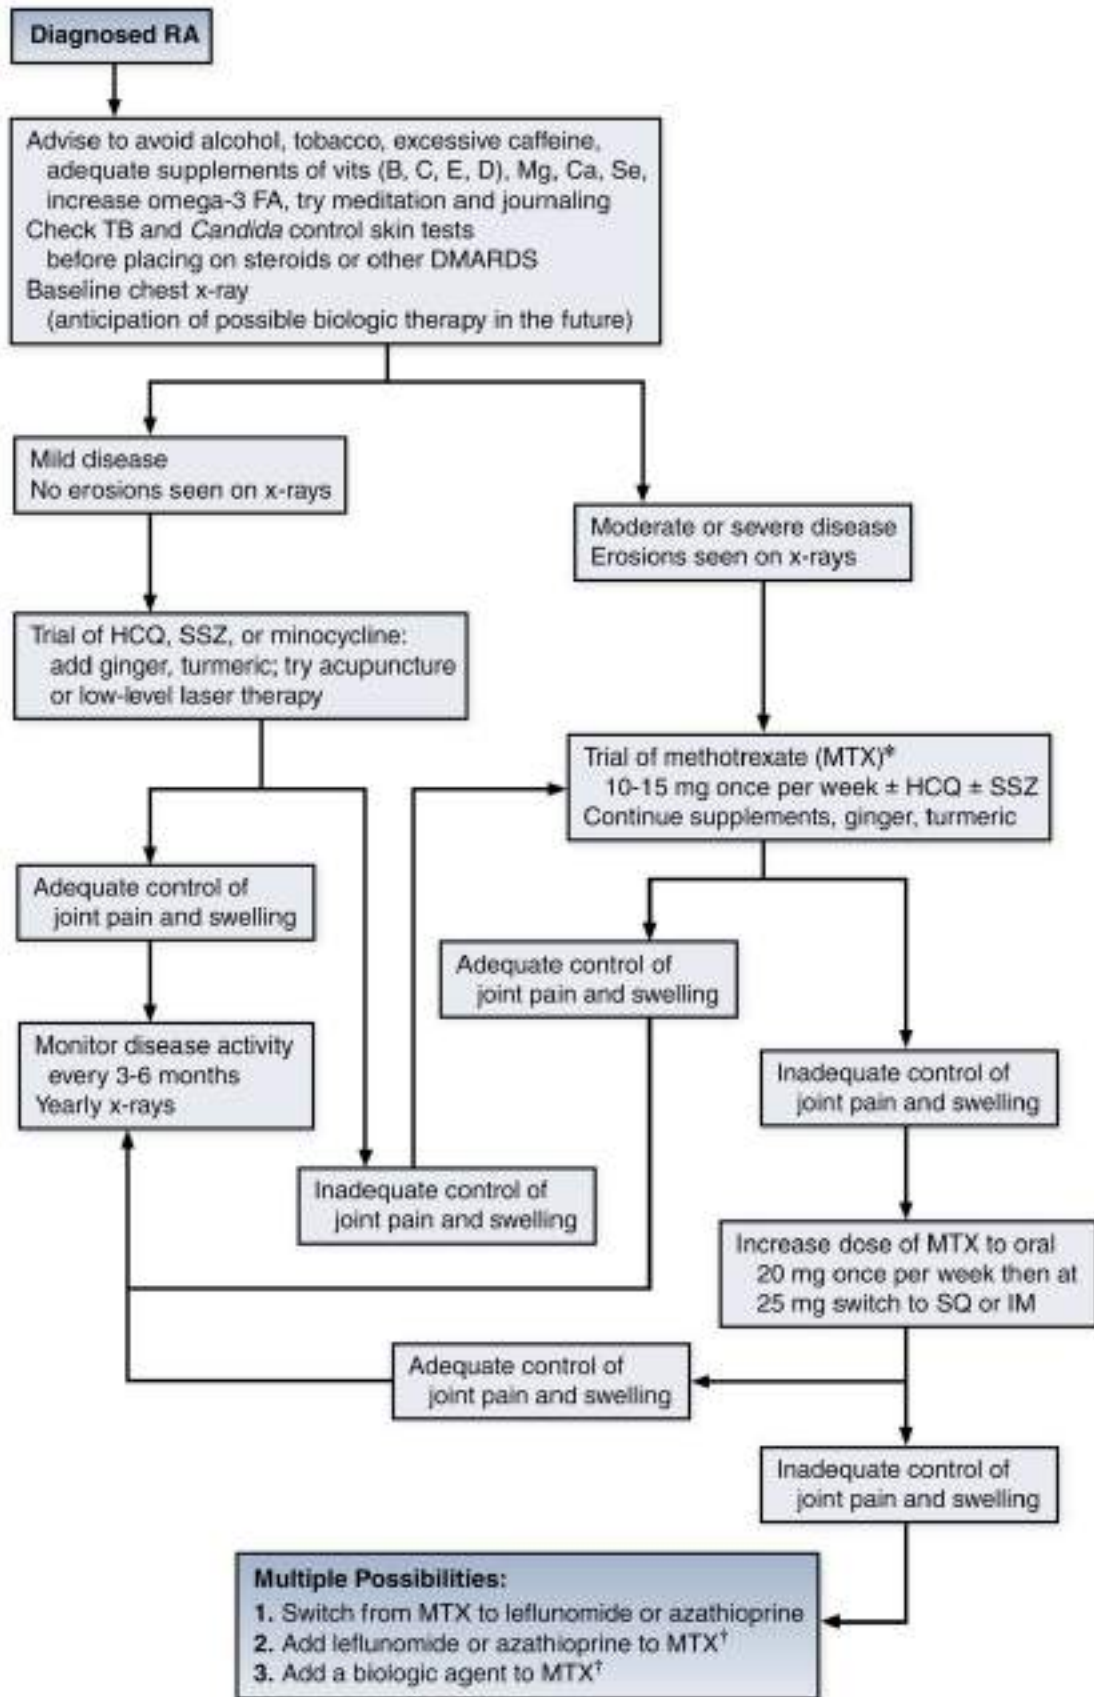 Diagnosed RA
Advise to avoid alcohol, tobacco, excessive caffeine,
adequate supplements of vits (B, C, E, D), Mg, Ca, Se,
increase omega-3 FA, try meditation and journaling
Check TB and Candida control skin tests
before placing on steroids or other DMARDS
Baseline chest x-ray
(anticipation of possible biologic therapy in the future)
Mild disease
No erosions seen on x-rays
Moderate or severe disease
Erosions seen on x-rays
Trial of HCQ, SSZ, or minocycline:
add ginger, turmeric; try acupuncture
or low-level laser therapy
Trial of methotrexate (MTX)*
10-15 mg once per week ± HCQ ± SSZ
Continue supplements, ginger, turmeric
Adequate control of
joint pain and swelling
Adequate control of
joint pain and swelling
Monitor disease activity
every 3-6 months
Yearly x-rays
Inadequate control of
joint pain and swelling
Inadequate control of
joint pain and swelling
Increase dose of MTX to oral
20 mg once per week then at
25 mg switch to SQ or IM
Adequate control of
joint pain and swelling
Inadequate control of
joint pain and swelling
Multiple Possibilities:
1. Switch from MTX to leflunomide or azathioprine
2. Add leflunomide or azathioprine to MTX†
3. Add a biologic agent to MTX†